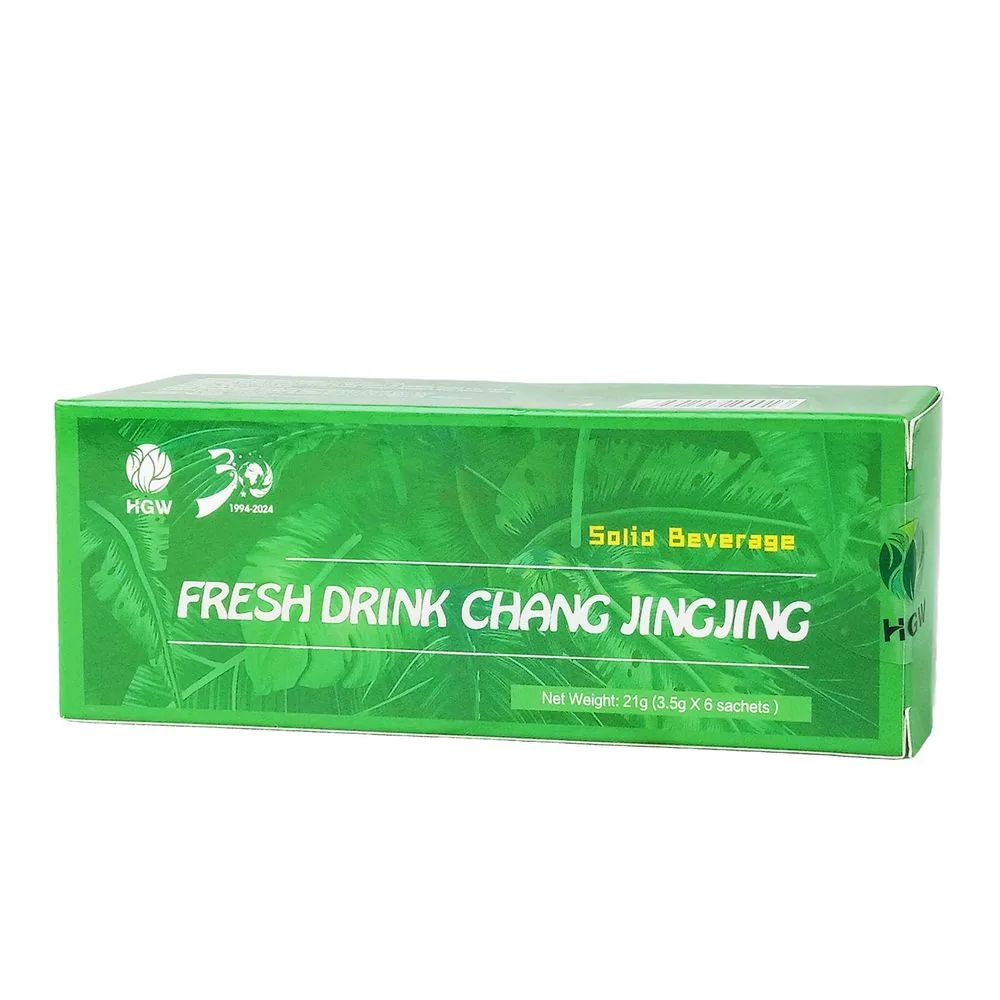 HGW
30
1994-2024
Solid Beverage
FRESH DRINK CHANG JINGJING
Net Weight: 21g (3.5g X 6 sachets )
HGW